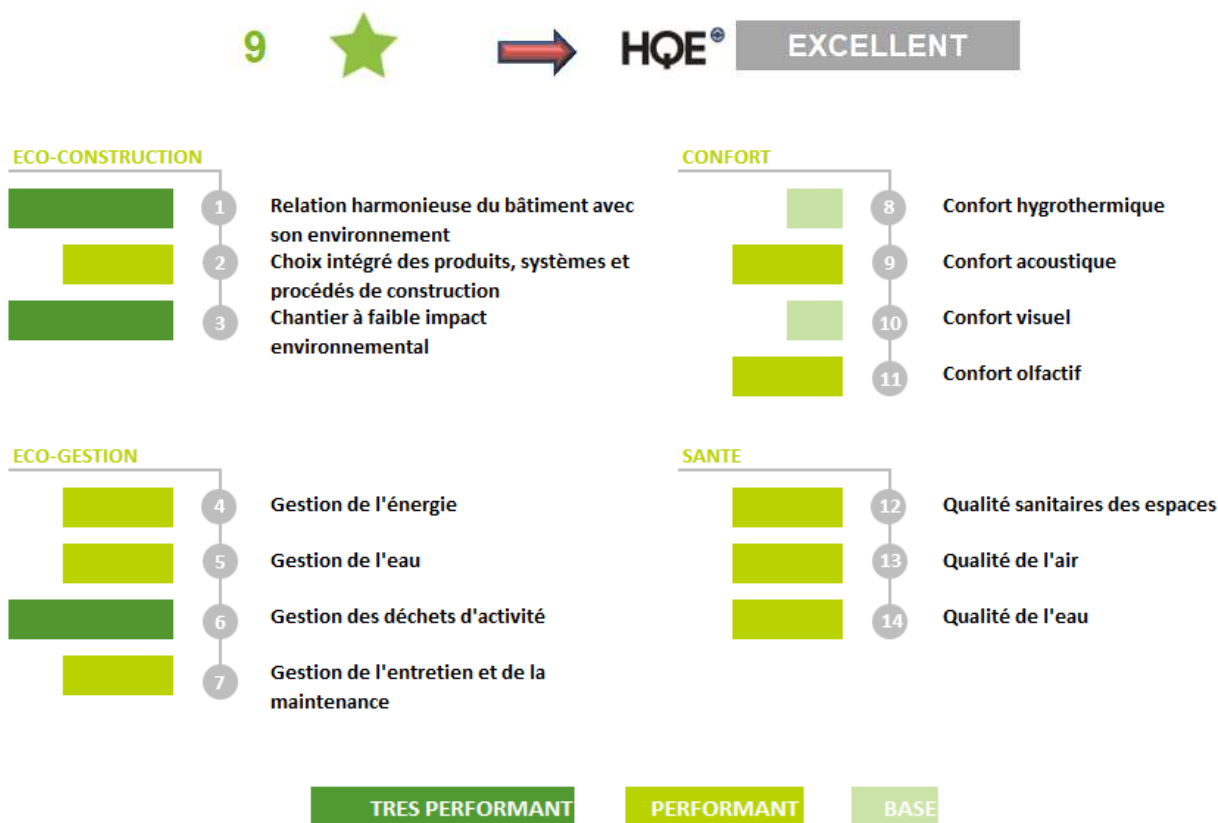 9
HQE
EXCELLENT
ECO-CONSTRUCTION
1 Relation harmonieuse du bâtiment avec
son environnement
2 Choix intégré des produits, systèmes et
procédés de construction
3 Chantier à faible impact
environnemental
ECO-GESTION
4 Gestion de l'énergie
5 Gestion de l'eau
6 Gestion des déchets d'activité
7 Gestion de l'entretien et de la
maintenance
CONFORT
8 Confort hygrothermique
9 Confort acoustique
10 Confort visuel
11 Confort olfactif
SANTE
12 Qualité sanitaires des espaces
13 Qualité de l'air
14 Qualité de l'eau
TRES PERFORMANT
PERFORMANT
BASE